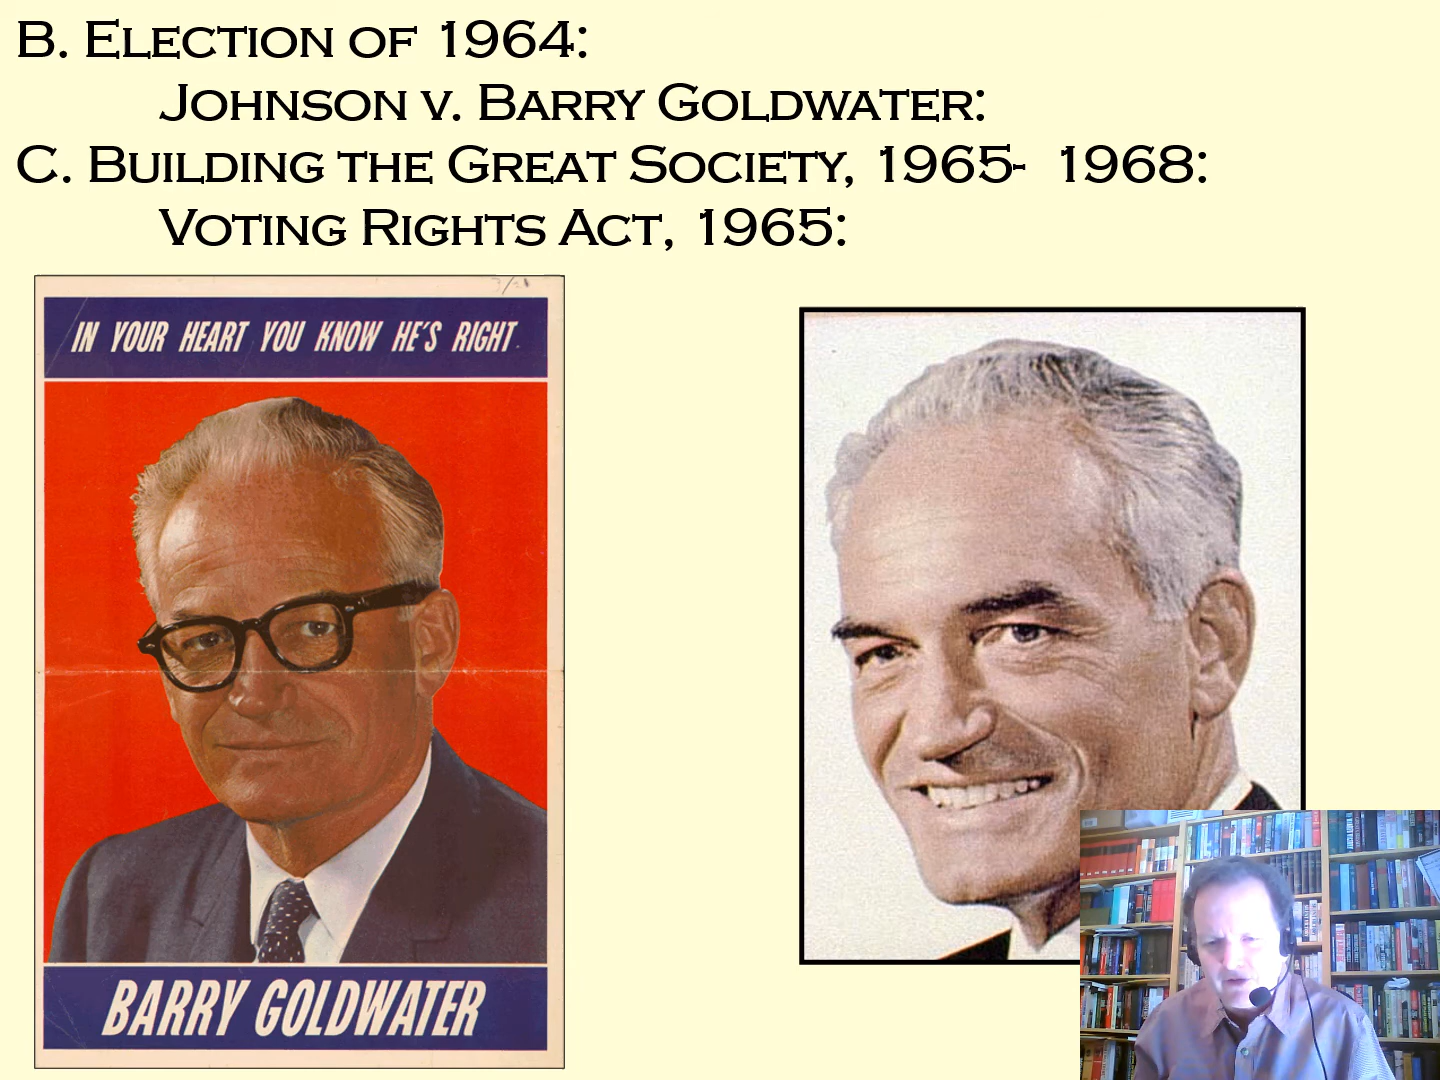 B. Election of 1964:
Johnson v. Barry Goldwater:
C. Building the Great Society, 1965- 1968:
Voting Rights Act, 1965:
IN YOUR HEART YOU KNOW HE'S RIGHT.
BARRY GOLDWATER